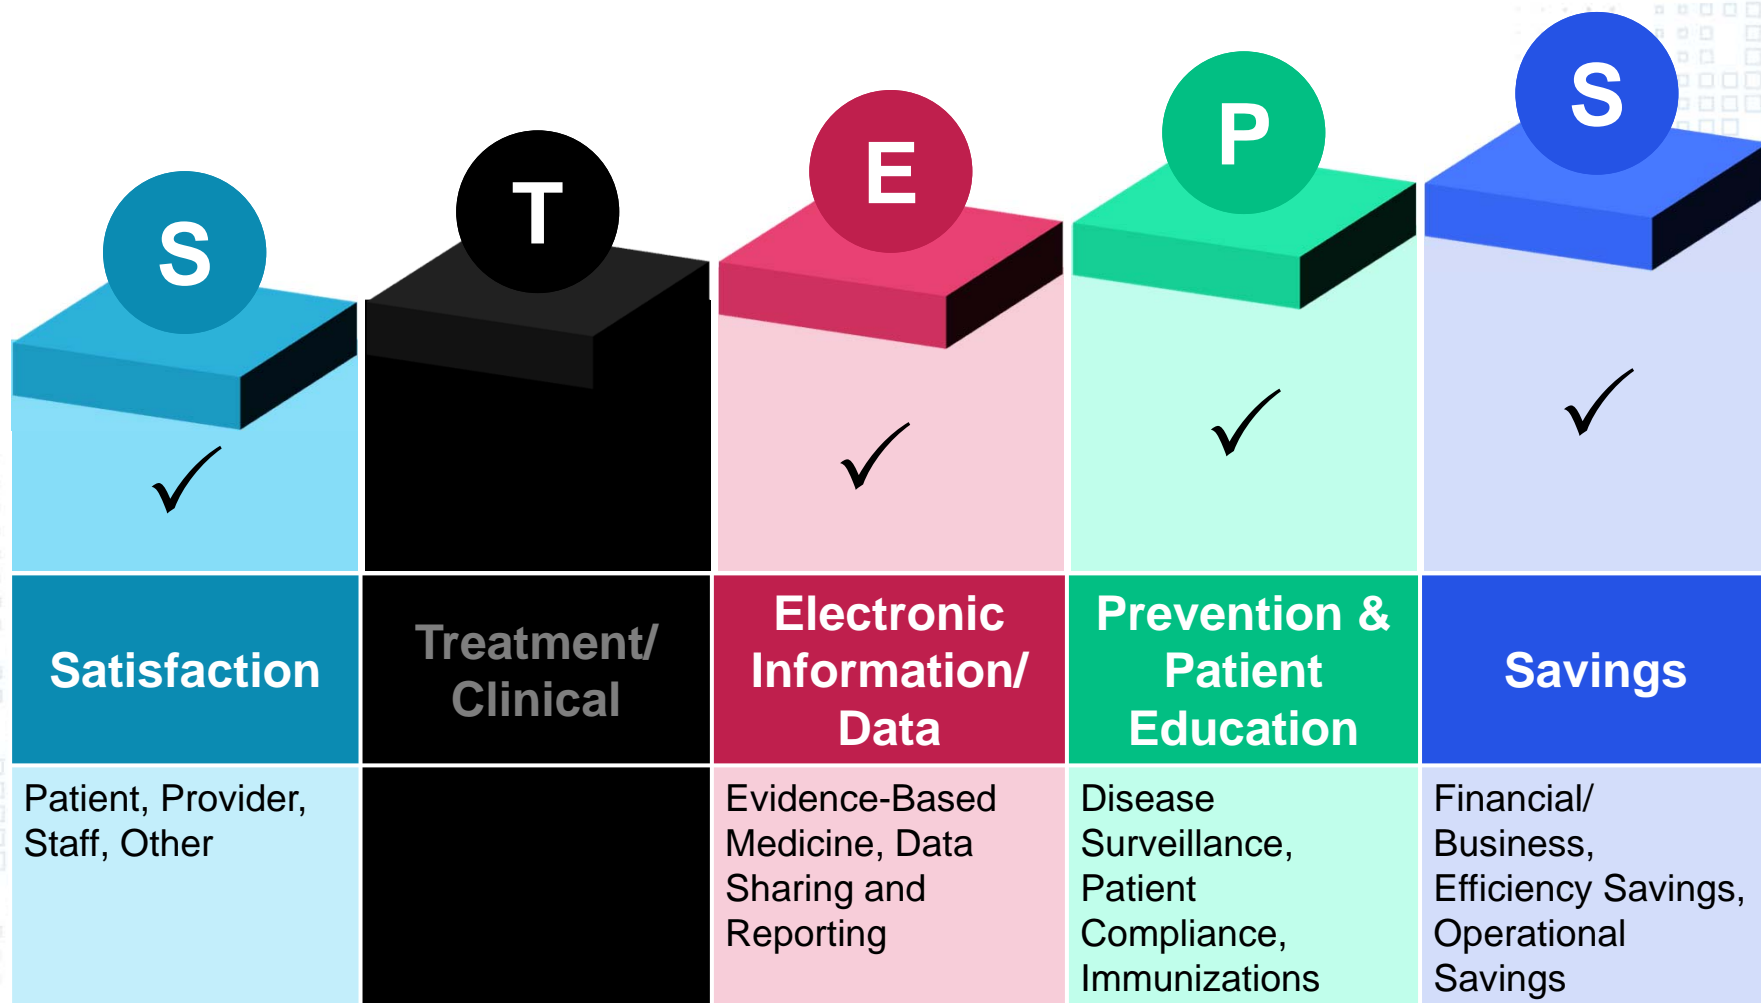 S
T
E
P
S
✓
✓
✓
✓
Satisfaction
Treatment/
Clinical
Electronic
Information/
Data
Prevention &
Patient
Education
Savings
Patient, Provider,
Staff, Other
Evidence-Based
Medicine, Data
Sharing and
Reporting
Disease
Surveillance,
Patient
Compliance,
Immunizations
Financial/
Business,
Efficiency Savings,
Operational
Savings